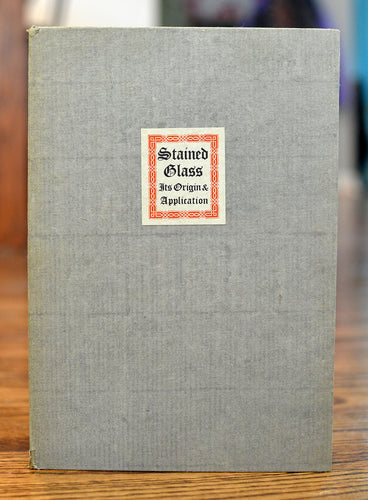 Stained
Glass
Its Origin &
Application